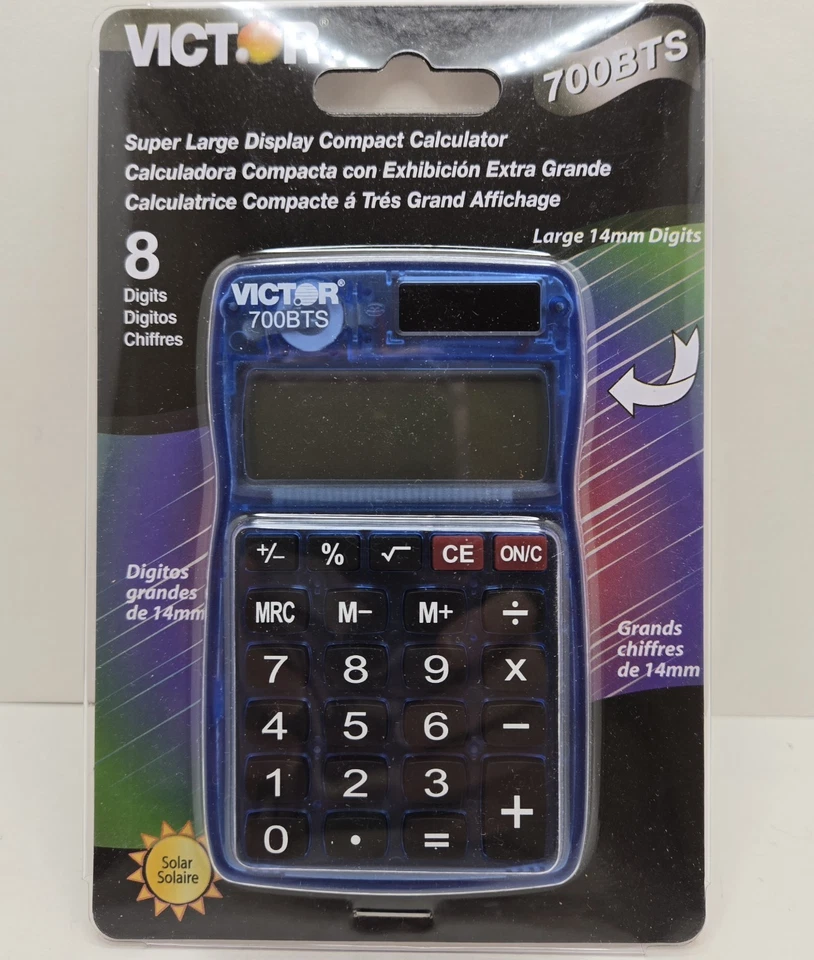 VICTOR®
700BTS
Super Large Display Compact Calculator
Calculadora Compacta con Exhibición Extra Grande
Calculatrice Compacte á Trés Grand Affichage
Large 14mm Digits
8
Digits
Digitos
Chiffres
VICTOR®
700BTS
+/− % √ CE ON/C
MRC M− M+ ÷
7 8 9 x
4 5 6 −
1 2 3 +
0 . =
Digitos
grandes
de 14mm
Grands
chiffres
de 14mm
Solar
Solaire